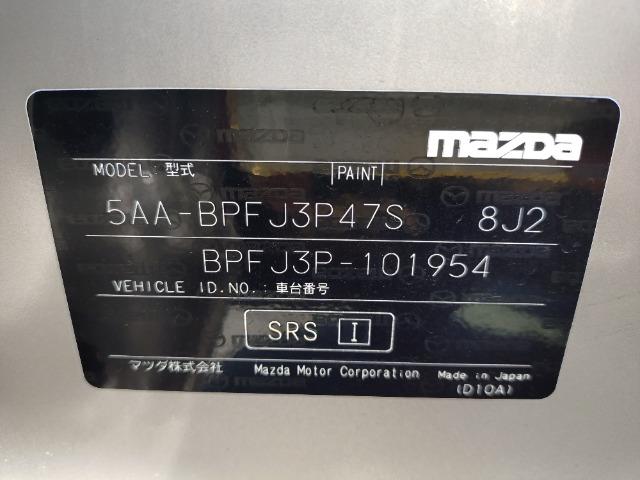 mazda
MODEL: 型式 PAINT
5AA-BPFJ3P47S 8J2
BPFJ3P-101954
VEHICLE ID.NO.: 車台番号
SRS I
マツダ株式会社 Mazda Motor Corporation Made in Japan
(D10A)